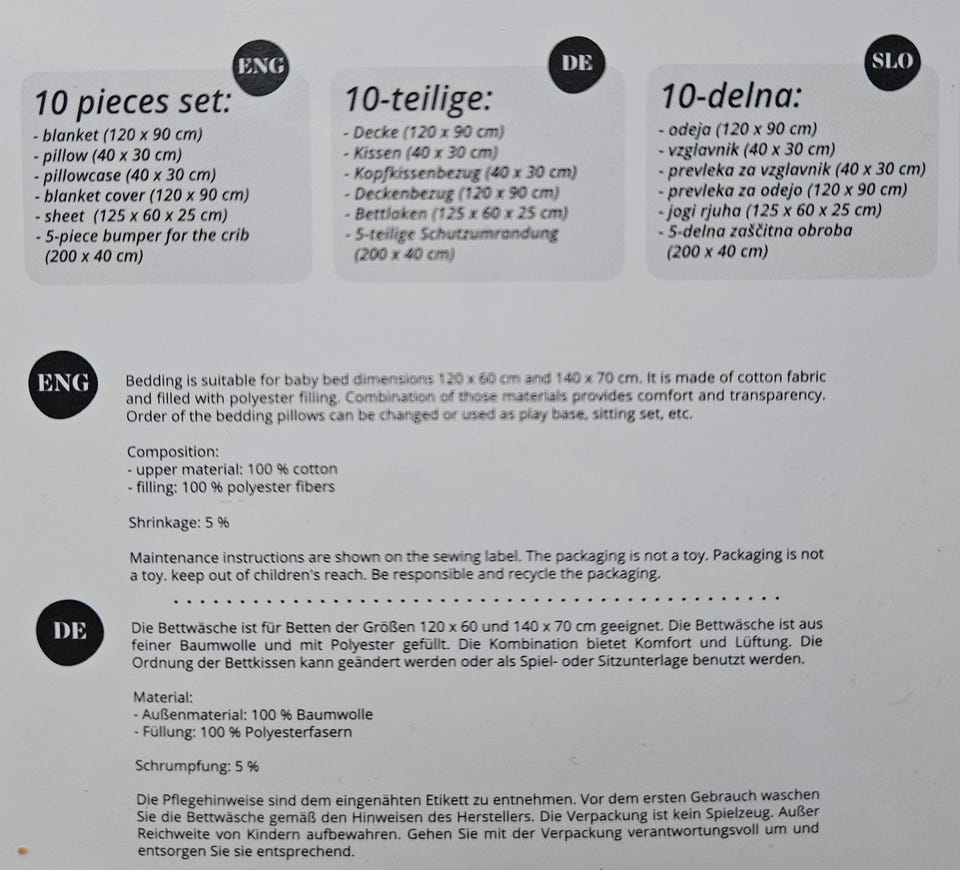 ENG
10 pieces set:
- blanket (120 x 90 cm)
- pillow (40 x 30 cm)
- pillowcase (40 x 30 cm)
- blanket cover (120 x 90 cm)
- sheet (125 x 60 x 25 cm)
- 5-piece bumper for the crib
(200 x 40 cm)
DE
10-teilige:
- Decke (120 x 90 cm)
- Kissen (40 x 30 cm)
- Kopfkissenbezug (40 x 30 cm)
- Deckenbezug (120 x 90 cm)
- Bettlaken (125 x 60 x 25 cm)
- 5-teilige Schutzumrandung
(200 x 40 cm)
SLO
10-delna:
- odeja (120 x 90 cm)
- vzglavnik (40 x 30 cm)
- prevleka za vzglavnik (40 x 30 cm)
- prevleka za odejo (120 x 90 cm)
- jogi rjuha (125 x 60 x 25 cm)
- 5-delna zaščitna obroba
(200 x 40 cm)
ENG
Bedding is suitable for baby bed dimensions 120 x 60 cm and 140 x 70 cm. It is made of cotton fabric
and filled with polyester filling. Combination of those materials provides comfort and transparency.
Order of the bedding pillows can be changed or used as play base, sitting set, etc.
Composition:
- upper material: 100 % cotton
- filling: 100 % polyester fibers
Shrinkage: 5 %
Maintenance instructions are shown on the sewing label. The packaging is not a toy. Packaging is not
a toy. keep out of children's reach. Be responsible and recycle the packaging.
DE
Die Bettwäsche ist für Betten der Größen 120 x 60 und 140 x 70 cm geeignet. Die Bettwäsche ist aus
feiner Baumwolle und mit Polyester gefüllt. Die Kombination bietet Komfort und Lüftung. Die
Ordnung der Bettkissen kann geändert werden oder als Spiel- oder Sitzunterlage benutzt werden.
Material:
- Außenmaterial: 100 % Baumwolle
- Füllung: 100 % Polyesterfasern
Schrumpfung: 5 %
Die Pflegehinweise sind dem eingenähten Etikett zu entnehmen. Vor dem ersten Gebrauch waschen
Sie die Bettwäsche gemäß den Hinweisen des Herstellers. Die Verpackung ist kein Spielzeug. Außer
Reichweite von Kindern aufbewahren. Gehen Sie mit der Verpackung verantwortungsvoll um und
entsorgen Sie sie entsprechend.